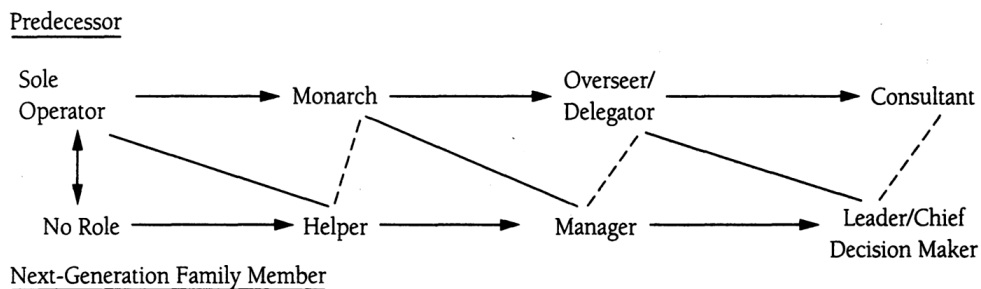 Predecessor
Sole
Operator
Monarch
Overseer/
Delegator
Consultant
No Role
Helper
Manager
Leader/Chief
Decision Maker
Next-Generation Family Member